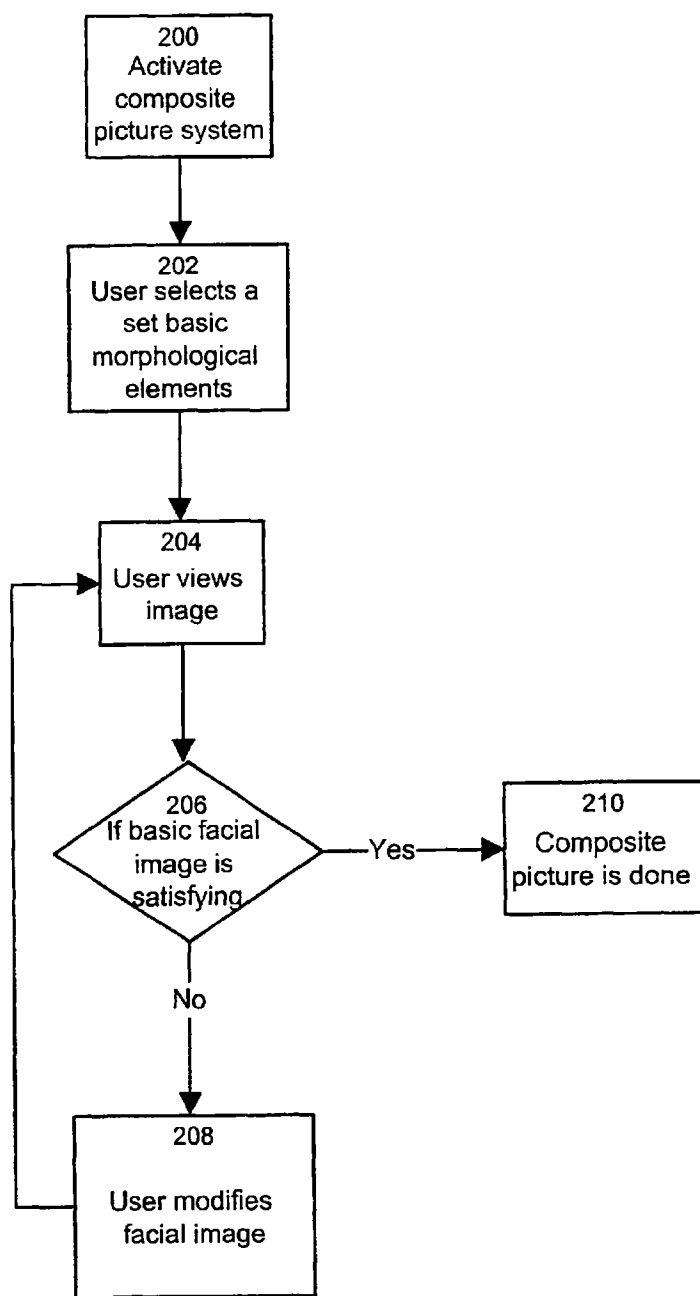 200
Activate
composite
picture system
202
User selects a
set basic
morphological
elements
204
User views
image
206
If basic facial
image is
satisfying
Yes
210
Composite
picture is done
No
208
User modifies
facial image